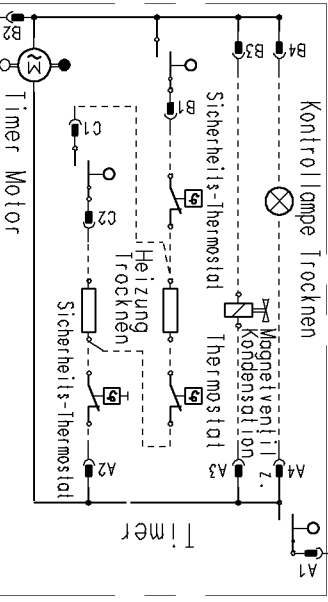 B2
B3
B4
M
~
Timer Motor
C1
B1
C2
Sicherheits-Thermostat
Kontrollampe Trocknen
Heizung
Trocknen
Magnetventil z.
Kondensation
Sicherheits-Thermostat
Thermostat
A2
A3
A4
Timer
A1